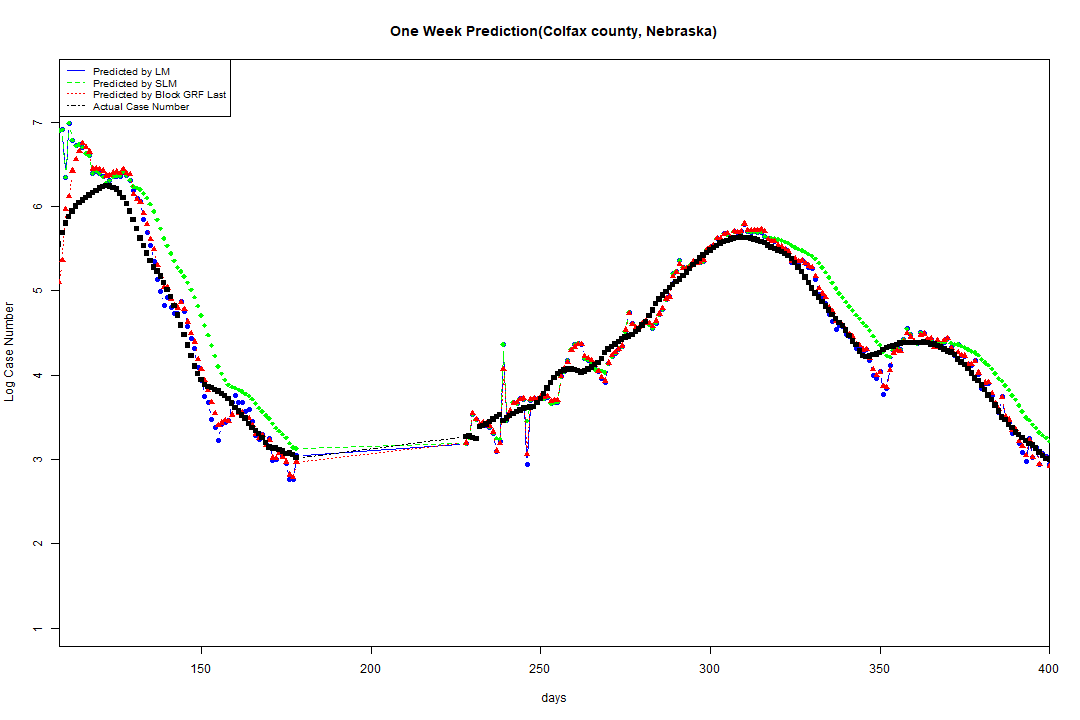 One Week Prediction(Colfax county, Nebraska)
Predicted by LM
Predicted by SLM
Predicted by Block GRF Last
Actual Case Number
7
6
5
4
3
2
1
Log Case Number
150 200 250 300 350 400
days